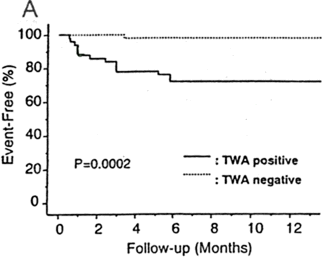 A
Event-Free (%)
100
80
60
40
20
0
P=0.0002
: TWA positive
: TWA negative
0 2 4 6 8 10 12
Follow-up (Months)